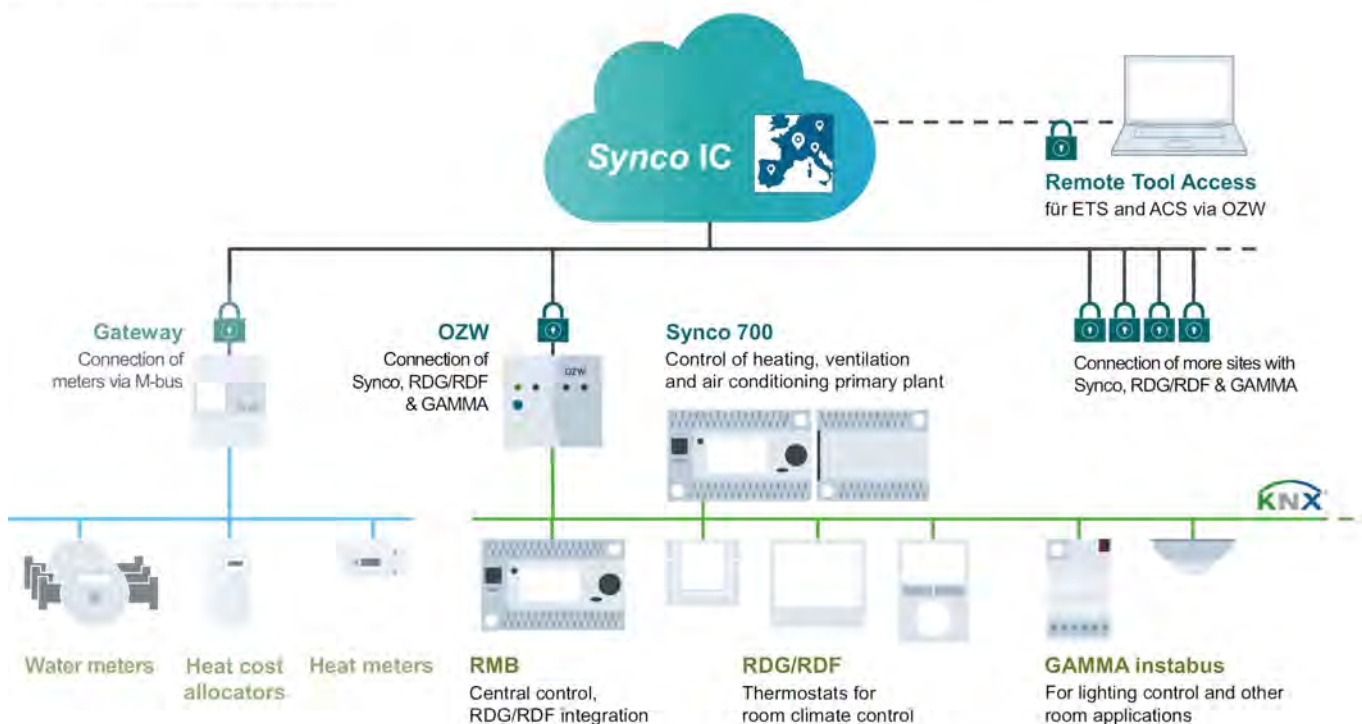 Synco IC
Remote Tool Access
für ETS and ACS via OZW
Gateway
Connection of
meters via M-bus
OZW
Connection of
Synco, RDG/RDF
& GAMMA
OZW
Synco 700
Control of heating, ventilation
and air conditioning primary plant
Connection of more sites with
Synco, RDG/RDF & GAMMA
KNX
Water meters
Heat cost
allocators
Heat meters
RMB
Central control,
RDG/RDF integration
RDG/RDF
Thermostats for
room climate control
GAMMA instabus
For lighting control and other
room applications